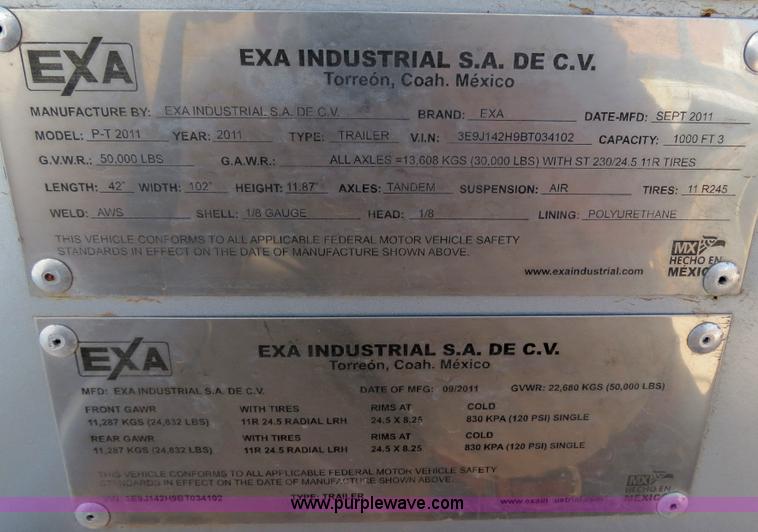 EXA
EXA INDUSTRIAL S.A. DE C.V.
Torreón, Coah. México
MANUFACTURE BY: EXA INDUSTRIAL S.A. DE C.V. BRAND: EXA DATE-MFD: SEPT 2011
MODEL: P-T 2011 YEAR: 2011 TYPE: TRAILER V.I.N: 3E9J142H9BT034102 CAPACITY: 1000 FT 3
G.V.W.R.: 50,000 LBS G.A.W.R.: ALL AXLES =13,608 KGS (30,000 LBS) WITH ST 230/24.5 11R TIRES
LENGTH: 42" WIDTH: 102" HEIGHT: 11.87" AXLES: TANDEM SUSPENSION: AIR TIRES: 11 R245
WELD: AWS SHELL: 1/8 GAUGE HEAD: 1/8 LINING: POLYURETHANE
THIS VEHICLE CONFORMS TO ALL APPLICABLE FEDERAL MOTOR VEHICLE SAFETY
STANDARDS IN EFFECT ON THE DATE OF MANUFACTURE SHOWN ABOVE.
www.exaindustrial.com
MX
HECHO EN
MÉXICO
EXA
EXA INDUSTRIAL S.A. DE C.V.
Torreón, Coah. México
MFD: EXA INDUSTRIAL S.A. DE C.V. DATE OF MFG: 09/2011 GVWR: 22,680 KGS (50,000 LBS)
FRONT GAWR WITH TIRES RIMS AT COLD
11,287 KGS (24,832 LBS) 11R 24.5 RADIAL LRH 24.5 X 8.25 830 KPA (120 PSI) SINGLE
REAR GAWR WITH TIRES RIMS AT COLD
11,287 KGS (24,832 LBS) 11R 24.5 RADIAL LRH 24.5 X 8.25 830 KPA (120 PSI) SINGLE
THIS VEHICLE CONFORMS TO ALL APPLICABLE FEDERAL MOTOR VEHICLE SAFETY
STANDARDS IN EFFECT ON THE DATE OF MANUFACTURE SHOWN ABOVE.
MX
HECHO EN
MÉXICO
VIN: 3E9J142H9BT034102 TYPE: TRAILER www.exaindustrial.com
www.purplewave.com